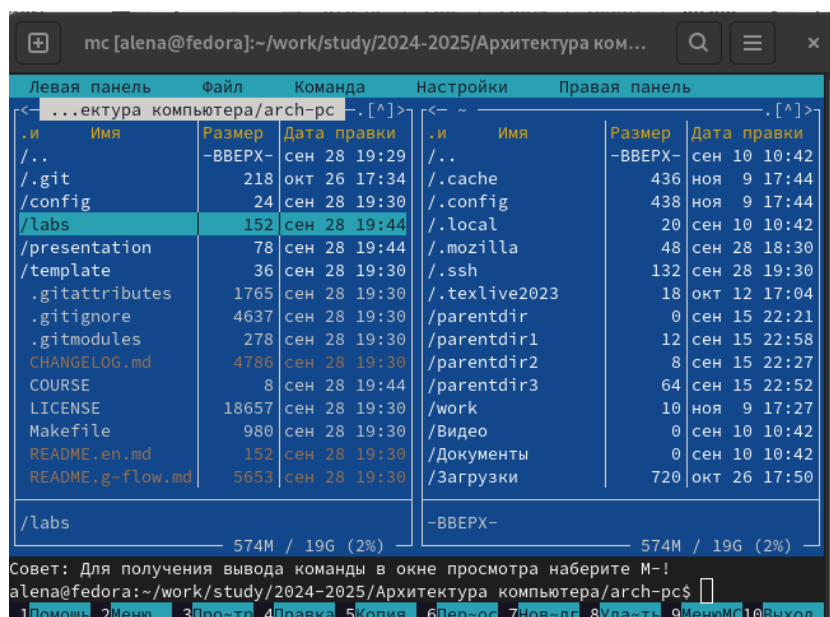 mc [alena@fedora]:~/work/study/2024-2025/Архитектура ком...
Левая панель Файл Команда Настройки Правая панель
<— ...ектура компьютера/arch-pc —.[^]>
.и Имя Размер Дата правки
/.. -ВВЕРХ- сен 28 19:29
/.git 218 окт 26 17:34
/config 24 сен 28 19:30
/labs 152 сен 28 19:44
/presentation 78 сен 28 19:44
/template 36 сен 28 19:30
.gitattributes 1765 сен 28 19:30
.gitignore 4637 сен 28 19:30
.gitmodules 278 сен 28 19:30
CHANGELOG.md 4786 сен 28 19:30
COURSE 8 сен 28 19:44
LICENSE 18657 сен 28 19:30
Makefile 980 сен 28 19:30
README.en.md 152 сен 28 19:30
README.g~flow.md 5653 сен 28 19:30
/labs
574M / 19G (2%)
<— ~ —.[^]>
.и Имя Размер Дата правки
/.. -ВВЕРХ- сен 10 10:42
/.cache 436 ноя 9 17:44
/.config 438 ноя 9 17:44
/.local 20 сен 10 10:42
/.mozilla 48 сен 28 18:30
/.ssh 132 сен 28 19:30
/.texlive2023 18 окт 12 17:04
/parentdir 0 сен 15 22:21
/parentdir1 12 сен 15 22:58
/parentdir2 8 сен 15 22:27
/parentdir3 64 сен 15 22:52
/work 10 ноя 9 17:27
/Видео 0 сен 10 10:42
/Документы 0 сен 10 10:42
/Загрузки 720 окт 26 17:50
-ВВЕРХ-
574M / 19G (2%)
Совет: Для получения вывода команды в окне просмотра наберите M-!
alena@fedora:~/work/study/2024-2025/Архитектура компьютера/arch-pc$
1Помощь 2Меню 3Про~тр 4Правка 5Копия 6Пер~ос 7Нов~лг 8Уда~ть 9МенюMC 10Выход